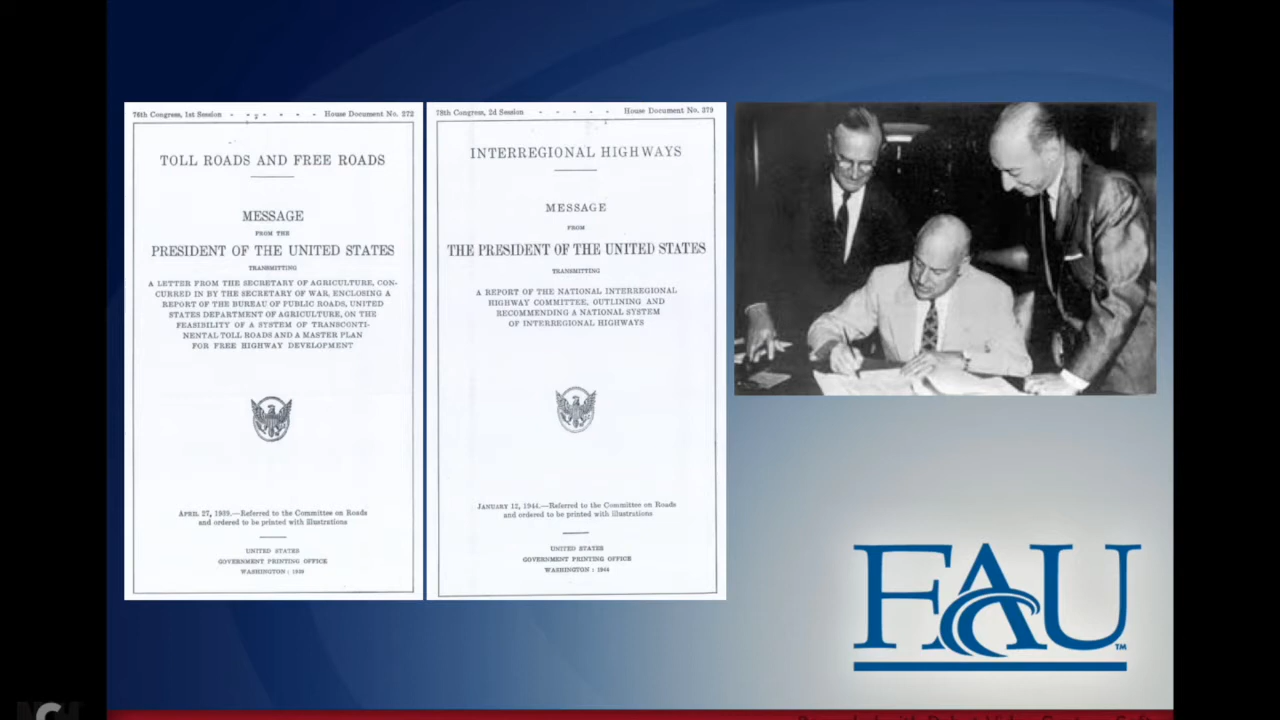 76th Congress, 1st Session - - - - - - House Document No. 272
TOLL ROADS AND FREE ROADS
MESSAGE
FROM THE
PRESIDENT OF THE UNITED STATES
TRANSMITTING
A LETTER FROM THE SECRETARY OF AGRICULTURE, CON-
CURRED IN BY THE SECRETARY OF WAR, ENCLOSING A
REPORT OF THE BUREAU OF PUBLIC ROADS, UNITED
STATES DEPARTMENT OF AGRICULTURE, ON THE
FEASIBILITY OF A SYSTEM OF TRANSCONTI-
NENTAL TOLL ROADS AND A MASTER PLAN
FOR FREE HIGHWAY DEVELOPMENT
APRIL 27, 1939.—Referred to the Committee on Roads
and ordered to be printed with illustrations
UNITED STATES
GOVERNMENT PRINTING OFFICE
WASHINGTON : 1939
78th Congress, 2d Session - - - - - House Document No. 379
INTERREGIONAL HIGHWAYS
MESSAGE
FROM
THE PRESIDENT OF THE UNITED STATES
TRANSMITTING
A REPORT OF THE NATIONAL INTERREGIONAL
HIGHWAY COMMITTEE, OUTLINING AND
RECOMMENDING A NATIONAL SYSTEM
OF INTERREGIONAL HIGHWAYS
JANUARY 12, 1944.—Referred to the Committee on Roads
and ordered to be printed with illustrations
UNITED STATES
GOVERNMENT PRINTING OFFICE
WASHINGTON : 1944
FAU™